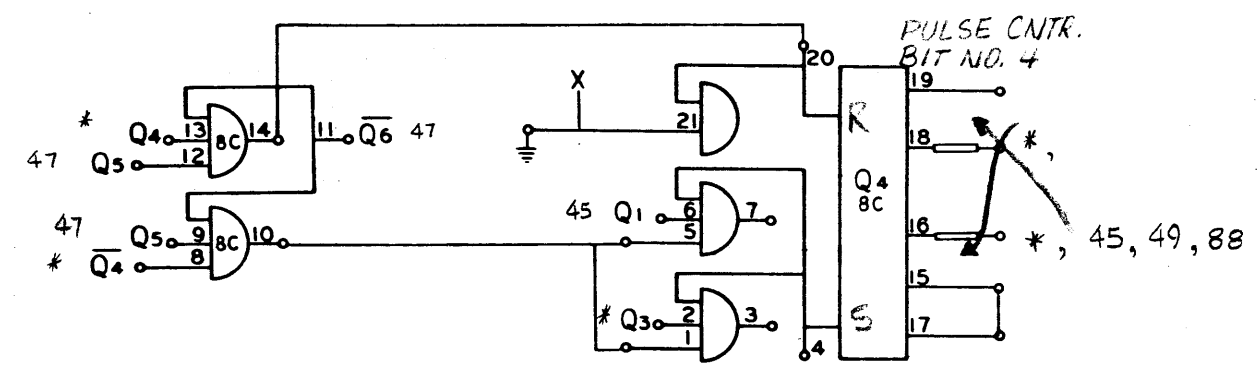 PULSE CNTR.
BIT NO. 4
20
19
X
* Q4 13 8C 14 11 Q̅6̅ 47
47 Q5 12
21
R
18 *,
Q4
8C
47 Q5 9 8C 10
* Q̅4̅ 8
45 Q1 6 7
5
16 *, 45, 49, 88
15
* Q3 2 3
1
S
17
4